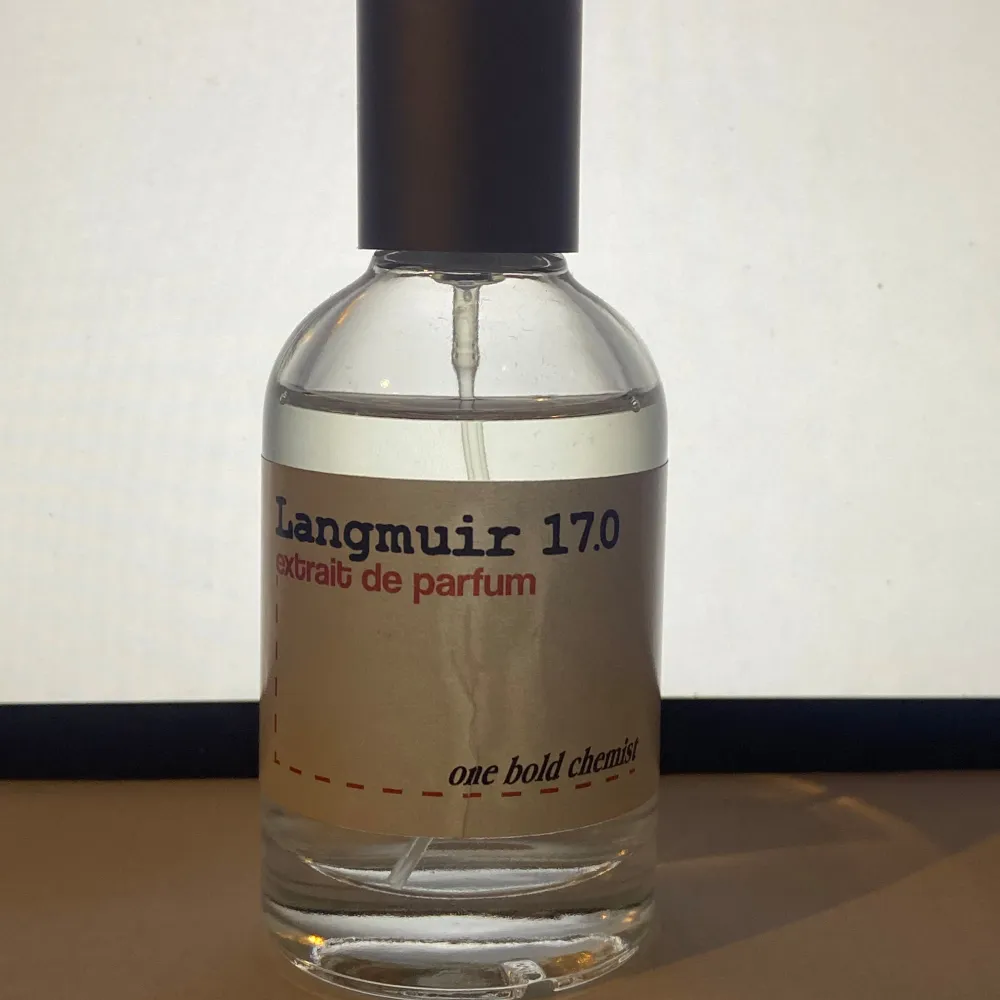 Langmuir 17.0
extrait de parfum
one bold chemist